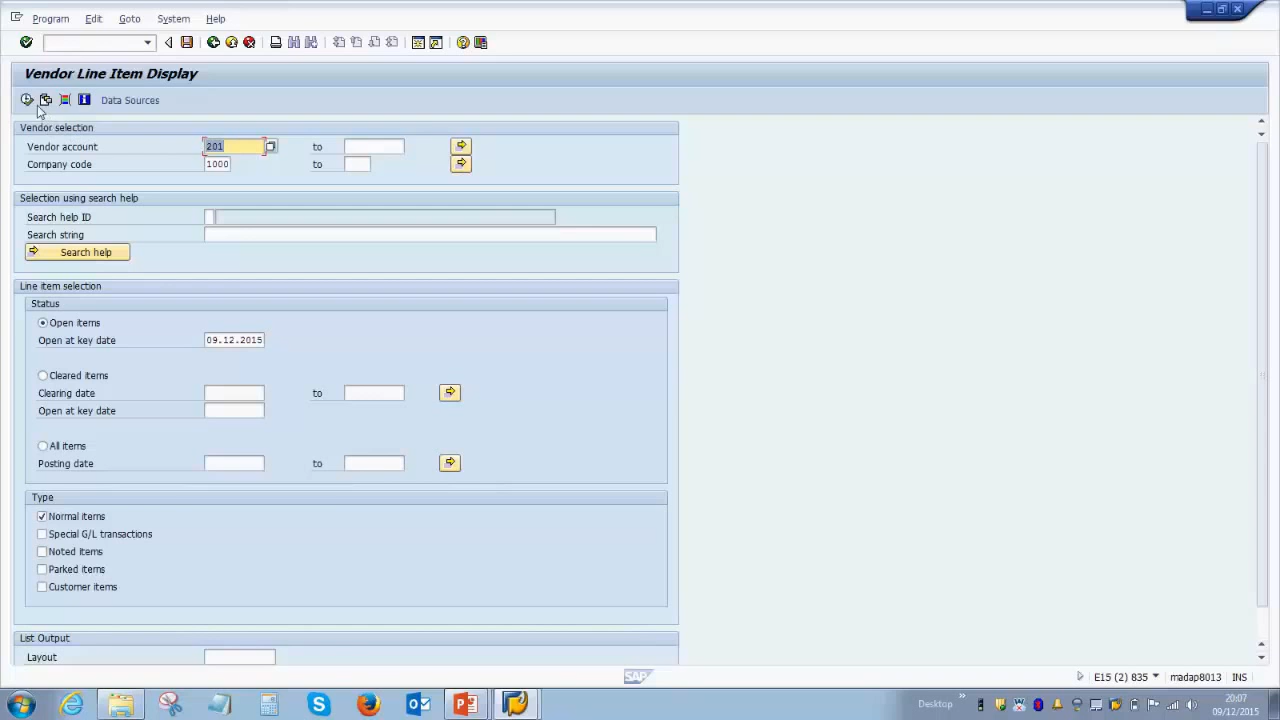 Program Edit Goto System Help
Vendor Line Item Display
Data Sources
Vendor selection
Vendor account 201 to
Company code 1000 to
Selection using search help
Search help ID
Search string
Search help
Line item selection
Status
Open items
Open at key date 09.12.2015
Cleared items
Clearing date to
Open at key date
All items
Posting date to
Type
Normal items
Special G/L transactions
Noted items
Parked items
Customer items
List Output
Layout
SAP
E15 (2) 835 madap8013 INS
Desktop
20:07
09/12/2015